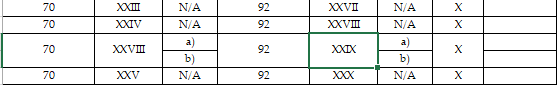 70 XXIII N/A 92 XXVII N/A X
70 XXIV N/A 92 XXVIII N/A X
70 XXVIII a) b) 92 XXIX a) b) X
70 XXV N/A 92 XXX N/A X